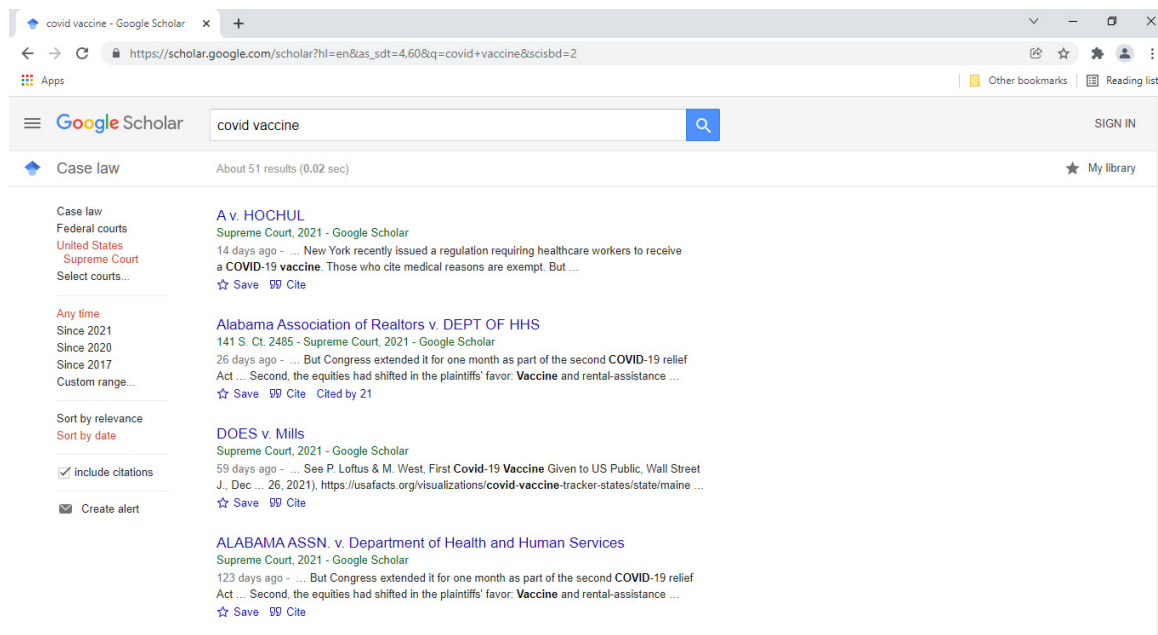 covid vaccine - Google Scholar
https://scholar.google.com/scholar?hl=en&as_sdt=4,60&q=covid+vaccine&scisbd=2
Apps
Other bookmarks
Reading list
Google Scholar
covid vaccine
SIGN IN
Case law
About 51 results (0.02 sec)
My library
Case law
Federal courts
United States
Supreme Court
Select courts...
Any time
Since 2021
Since 2020
Since 2017
Custom range...
Sort by relevance
Sort by date
include citations
Create alert
A v. HOCHUL
Supreme Court, 2021 - Google Scholar
14 days ago - ... New York recently issued a regulation requiring healthcare workers to receive
a COVID-19 vaccine. Those who cite medical reasons are exempt. But ...
Save Cite
Alabama Association of Realtors v. DEPT OF HHS
141 S. Ct. 2485 - Supreme Court, 2021 - Google Scholar
26 days ago - ... But Congress extended it for one month as part of the second COVID-19 relief
Act ... Second, the equities had shifted in the plaintiffs' favor: Vaccine and rental-assistance ...
Save Cite Cited by 21
DOES v. Mills
Supreme Court, 2021 - Google Scholar
59 days ago - ... See P. Loftus & M. West, First Covid-19 Vaccine Given to US Public, Wall Street
J., Dec ... 26, 2021), https://usafacts.org/visualizations/covid-vaccine-tracker-states/state/maine ...
Save Cite
ALABAMA ASSN. v. Department of Health and Human Services
Supreme Court, 2021 - Google Scholar
123 days ago - ... But Congress extended it for one month as part of the second COVID-19 relief
Act ... Second, the equities had shifted in the plaintiffs' favor: Vaccine and rental-assistance ...
Save Cite